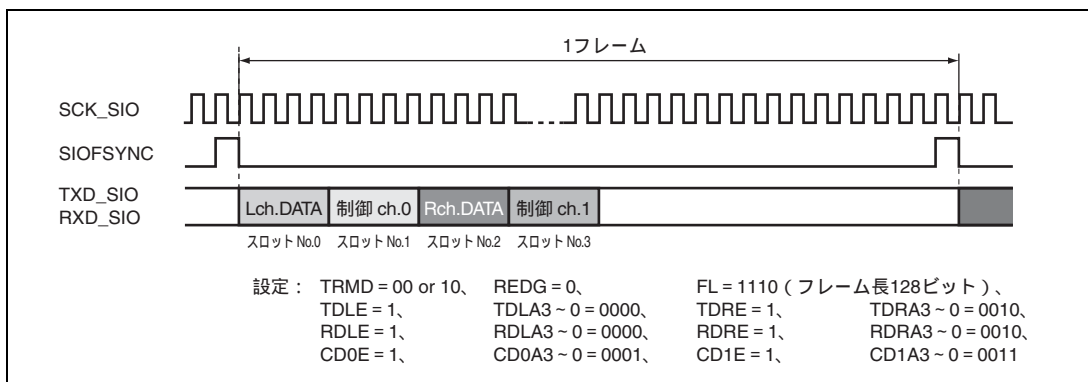 1フレーム
SCK_SIO
SIOFSYNC
TXD_SIO
RXD_SIO
Lch.DATA 制御 ch.0 Rch.DATA 制御 ch.1
スロット No.0 スロット No.1 スロット No.2 スロット No.3
設定： TRMD = 00 or 10、 REDG = 0、 FL = 1110（フレーム長128ビット）、
TDLE = 1、 TDLA3～0 = 0000、 TDRE = 1、 TDRA3～0 = 0010、
RDLE = 1、 RDLA3～0 = 0000、 RDRE = 1、 RDRA3～0 = 0010、
CD0E = 1、 CD0A3～0 = 0001、 CD1E = 1、 CD1A3～0 = 0011